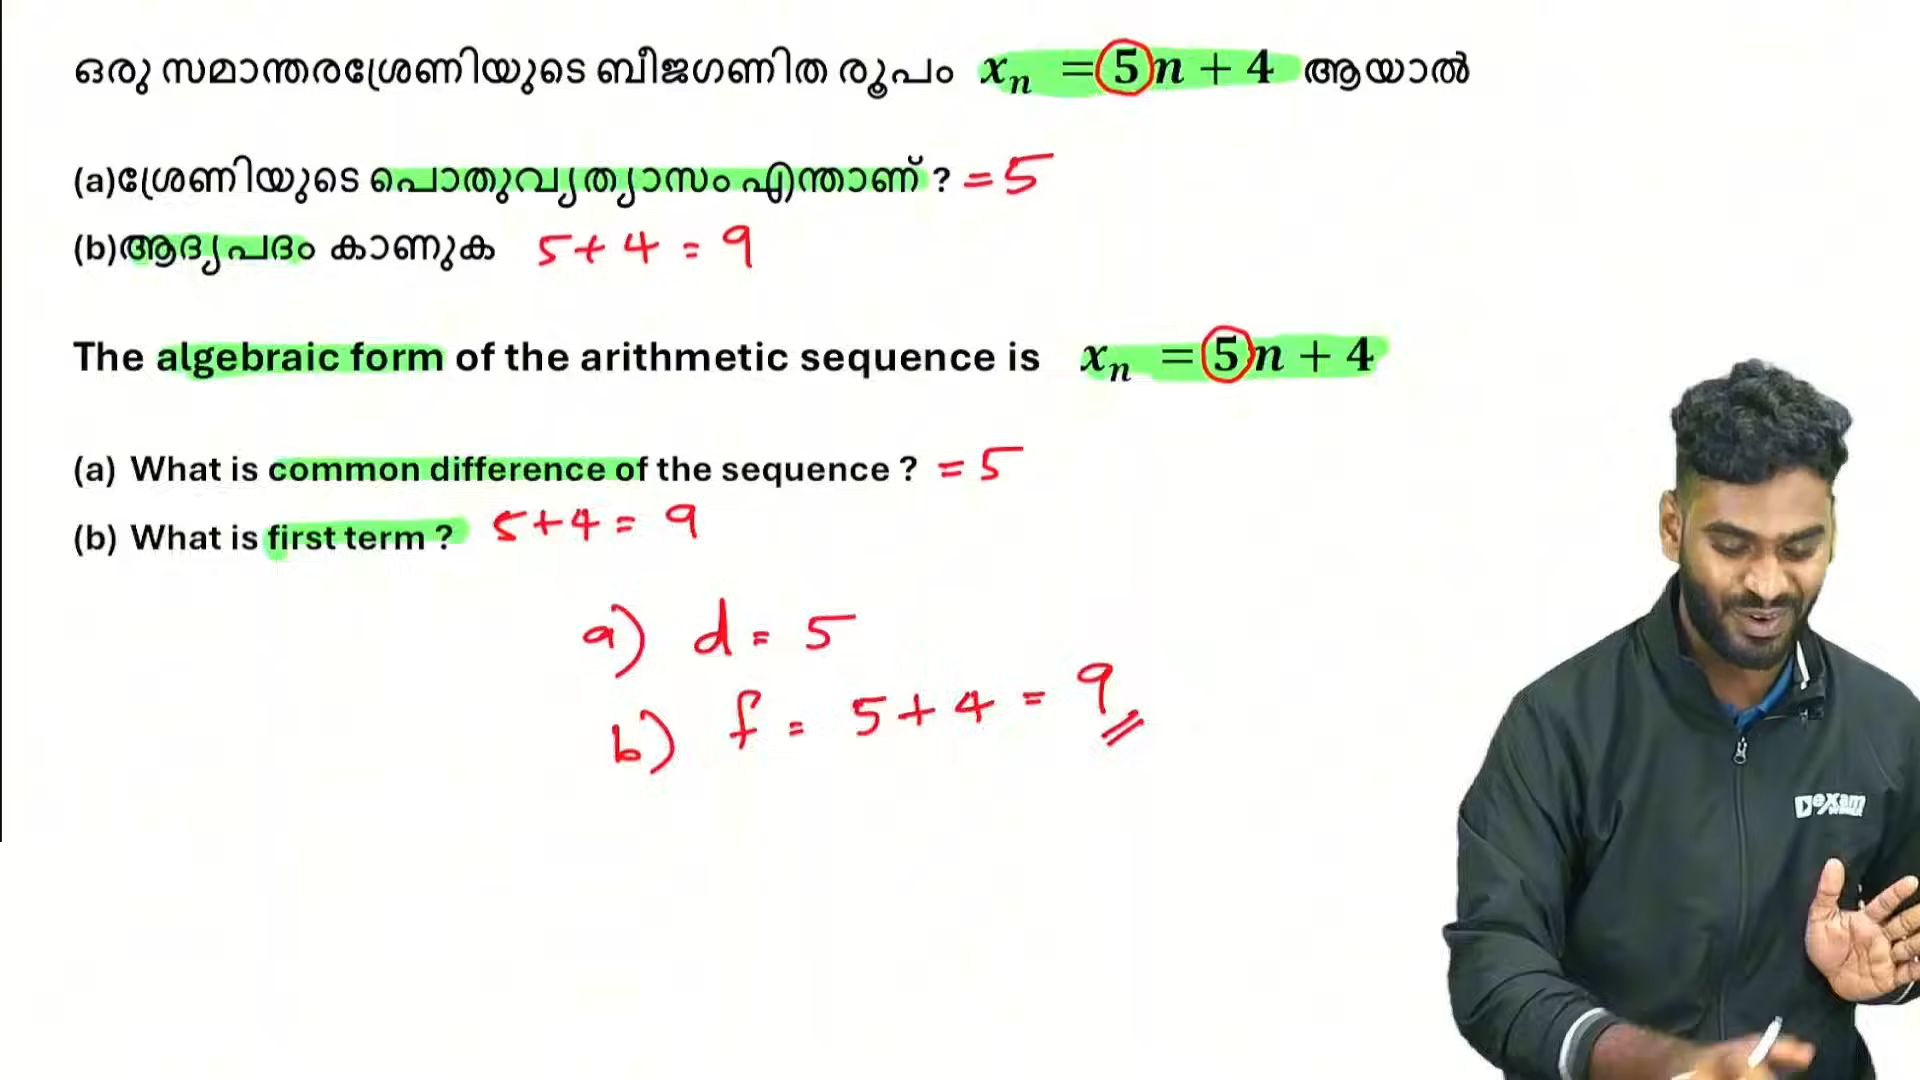 ഒരു സമാന്തരശ്രേണിയുടെ ബീജഗണിത രൂപം xₙ = 5n + 4 ആയാൽ
(a)ശ്രേണിയുടെ പൊതുവ്യത്യാസം എന്താണ് ? = 5
(b)ആദ്യപദം കാണുക 5 + 4 = 9
The algebraic form of the arithmetic sequence is xₙ = 5n + 4
(a) What is common difference of the sequence ? = 5
(b) What is first term ? 5 + 4 = 9
a) d = 5
b) f = 5 + 4 = 9
exam